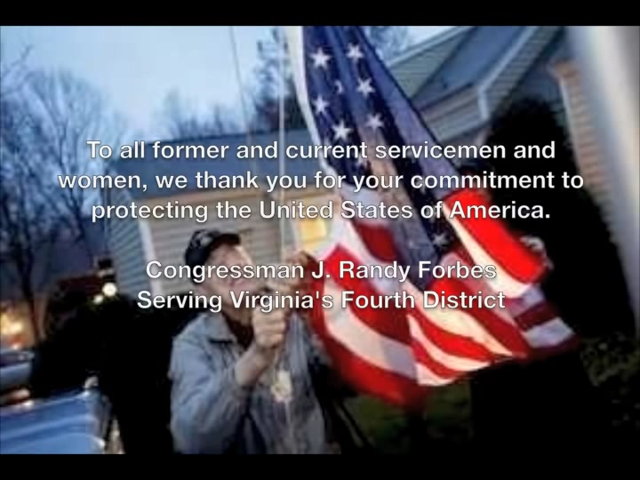 To all former and current servicemen and
women, we thank you for your commitment to
protecting the United States of America.
Congressman J. Randy Forbes
Serving Virginia's Fourth District